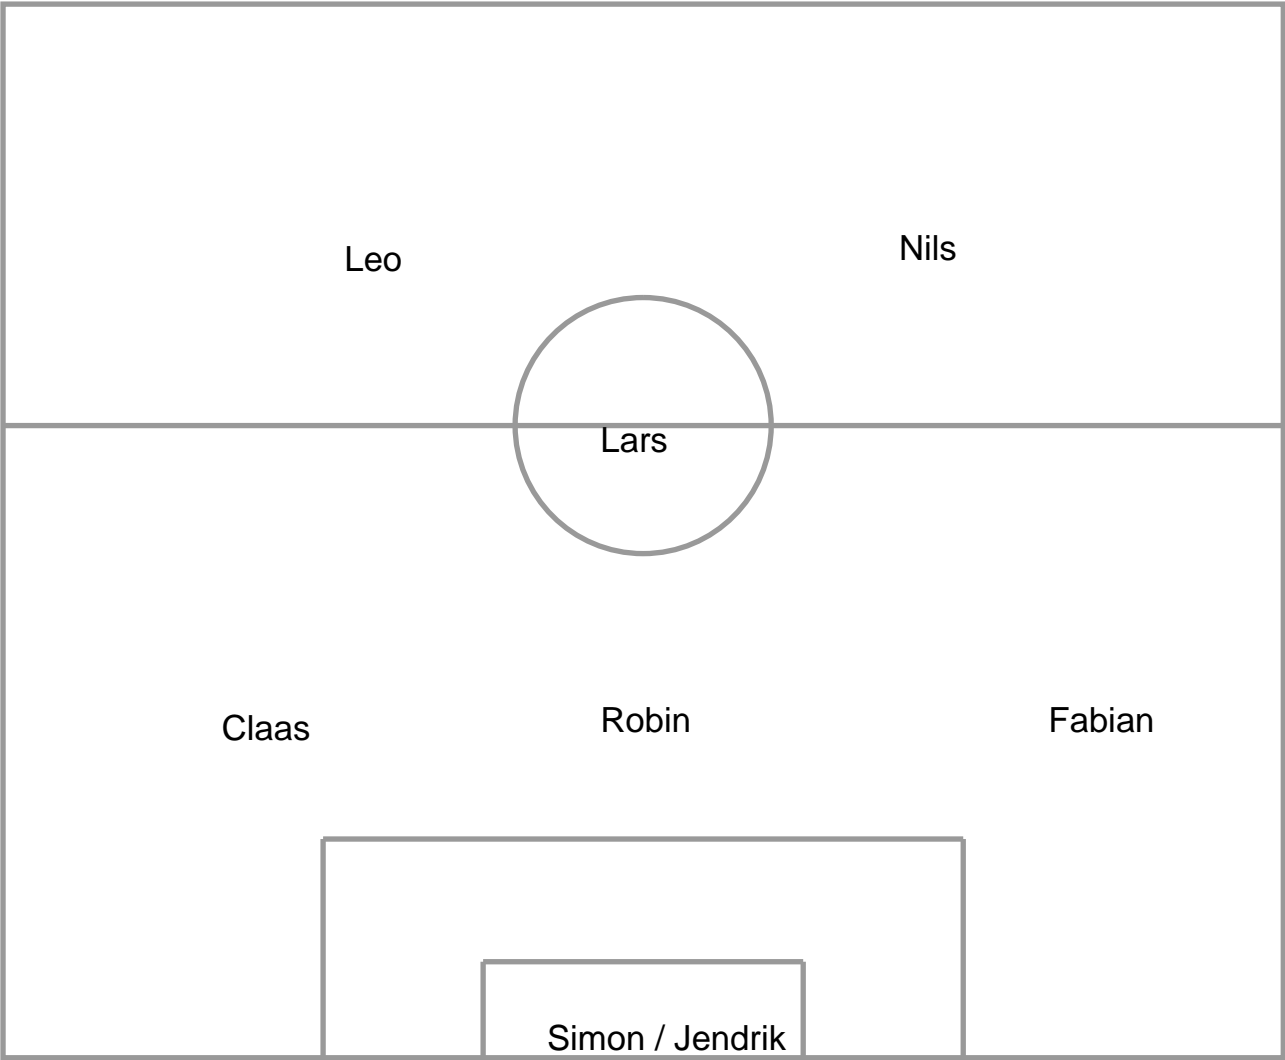 Leo
Nils
Lars
Claas
Robin
Fabian
Simon / Jendrik